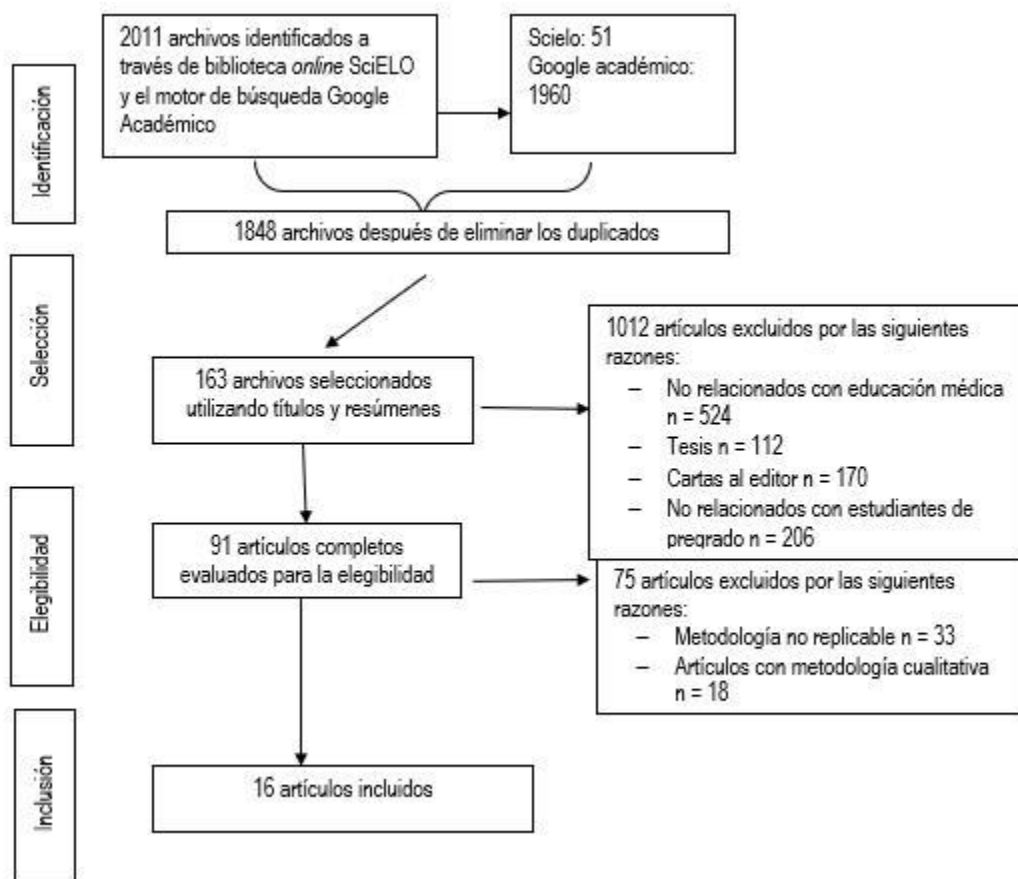 2011 archivos identificados a
través de biblioteca online SciELO
y el motor de búsqueda Google
Académico
Scielo: 51
Google académico:
1960
Identificación
1848 archivos después de eliminar los duplicados
Selección
163 archivos seleccionados
utilizando títulos y resúmenes
1012 artículos excluidos por las siguientes
razones:
– No relacionados con educación médica
n = 524
– Tesis n = 112
– Cartas al editor n = 170
– No relacionados con estudiantes de
pregrado n = 206
Elegibilidad
91 artículos completos
evaluados para la elegibilidad
75 artículos excluidos por las siguientes
razones:
– Metodología no replicable n = 33
– Artículos con metodología cualitativa
n = 18
Inclusión
16 artículos incluidos